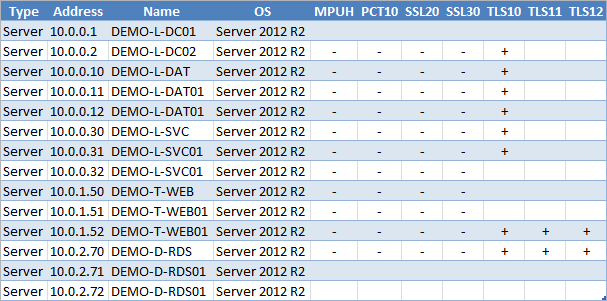 Type Address Name OS MPUH PCT10 SSL20 SSL30 TLS10 TLS11 TLS12
Server 10.0.0.1 DEMO-L-DC01 Server 2012 R2
Server 10.0.0.2 DEMO-L-DC02 Server 2012 R2 - - - - +
Server 10.0.0.10 DEMO-L-DAT Server 2012 R2 - - - - +
Server 10.0.0.11 DEMO-L-DAT01 Server 2012 R2 - - - - +
Server 10.0.0.12 DEMO-L-DAT01 Server 2012 R2 - - - - +
Server 10.0.0.30 DEMO-L-SVC Server 2012 R2 - - - - +
Server 10.0.0.31 DEMO-L-SVC01 Server 2012 R2 - - - - +
Server 10.0.0.32 DEMO-L-SVC01 Server 2012 R2 - - - -
Server 10.0.1.50 DEMO-T-WEB Server 2012 R2 - - - -
Server 10.0.1.51 DEMO-T-WEB01 Server 2012 R2 - - - -
Server 10.0.1.52 DEMO-T-WEB01 Server 2012 R2 - - - - + + +
Server 10.0.2.70 DEMO-D-RDS Server 2012 R2 - - - - + + +
Server 10.0.2.71 DEMO-D-RDS01 Server 2012 R2
Server 10.0.2.72 DEMO-D-RDS01 Server 2012 R2